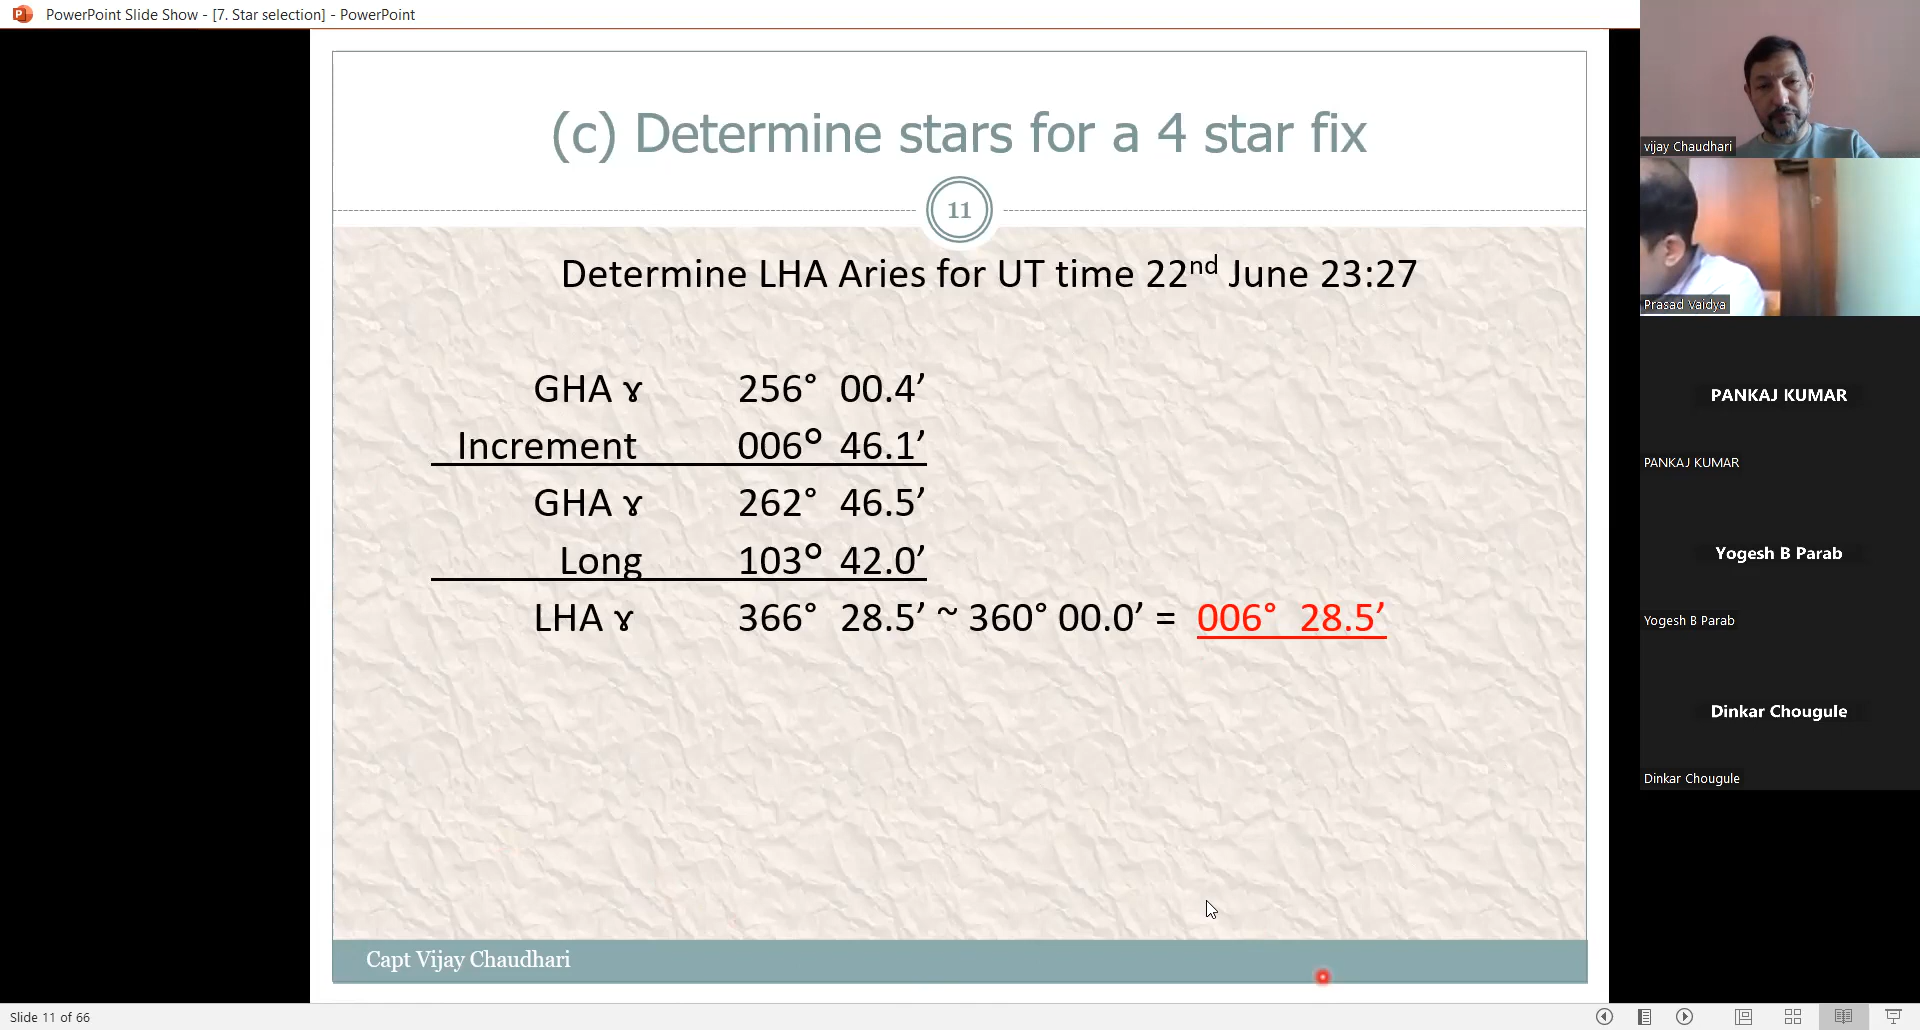 PowerPoint Slide Show - [7. Star selection] - PowerPoint
(c) Determine stars for a 4 star fix
11
Determine LHA Aries for UT time 22nd June 23:27
GHA ɤ 256° 00.4’
Increment 006° 46.1’
GHA ɤ 262° 46.5’
Long 103° 42.0’
LHA ɤ 366° 28.5’ ~ 360° 00.0’ = 006° 28.5’
Capt Vijay Chaudhari
Slide 11 of 66
vijay Chaudhari
Prasad Vaidya
PANKAJ KUMAR
PANKAJ KUMAR
Yogesh B Parab
Yogesh B Parab
Dinkar Chougule
Dinkar Chougule